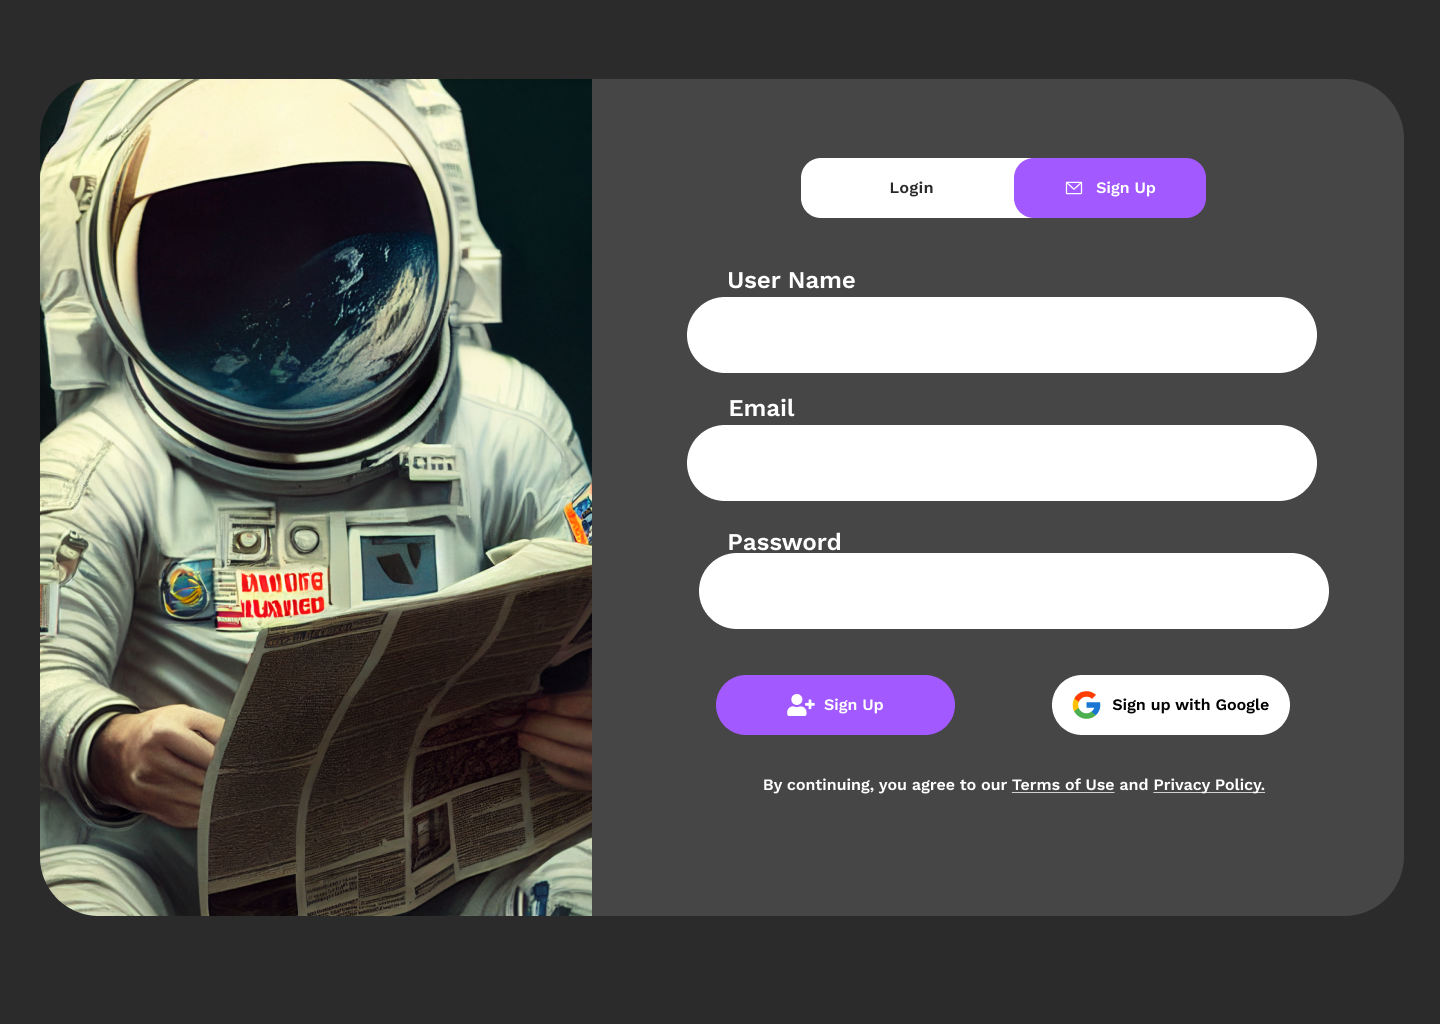 Login
Sign Up
User Name
Email
Password
Sign Up
Sign up with Google
By continuing, you agree to our Terms of Use and Privacy Policy.